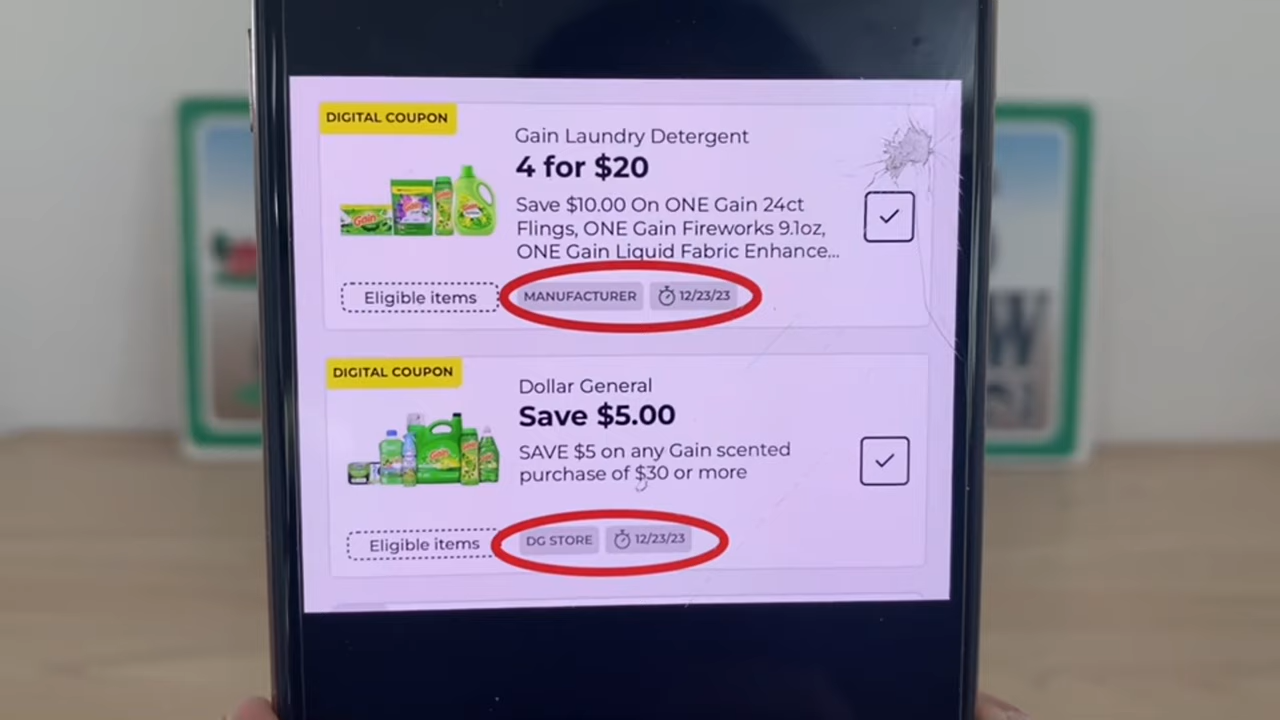 DIGITAL COUPON
Gain Laundry Detergent
4 for $20
Save $10.00 On ONE Gain 24ct
Flings, ONE Gain Fireworks 9.1oz,
ONE Gain Liquid Fabric Enhance...
Gain
Eligible items
MANUFACTURER
12/23/23
DIGITAL COUPON
Dollar General
Save $5.00
SAVE $5 on any Gain scented
purchase of $30 or more
Gain
Eligible items
DG STORE
12/23/23
W